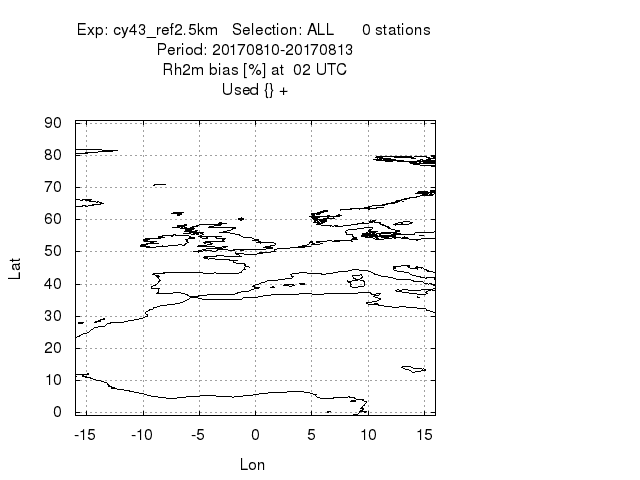 Exp: cy43_ref2.5km   Selection: ALL      0 stations
Period: 20170810-20170813
Rh2m bias [%] at  02 UTC
Used {} +
90
80
70
60
50
40
30
20
10
0
Lat
-15 -10 -5 0 5 10 15
Lon